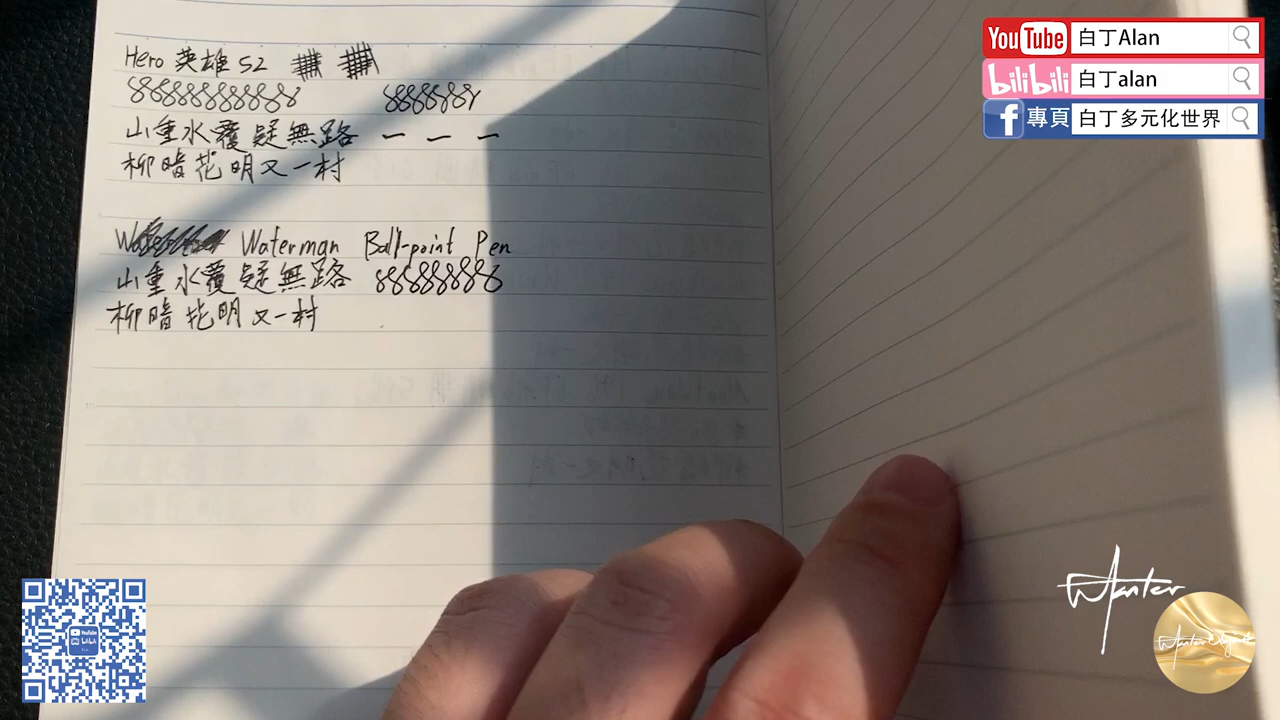 Hero 英雄 52
88888888888 8888888
山重水覆疑無路 一 一 一
柳暗花明又一村
Waterman Ball-point Pen
山重水覆疑無路 88888888
柳暗花明又一村
YouTube 白丁Alan
bilibili 白丁alan
f 專頁 白丁多元化世界